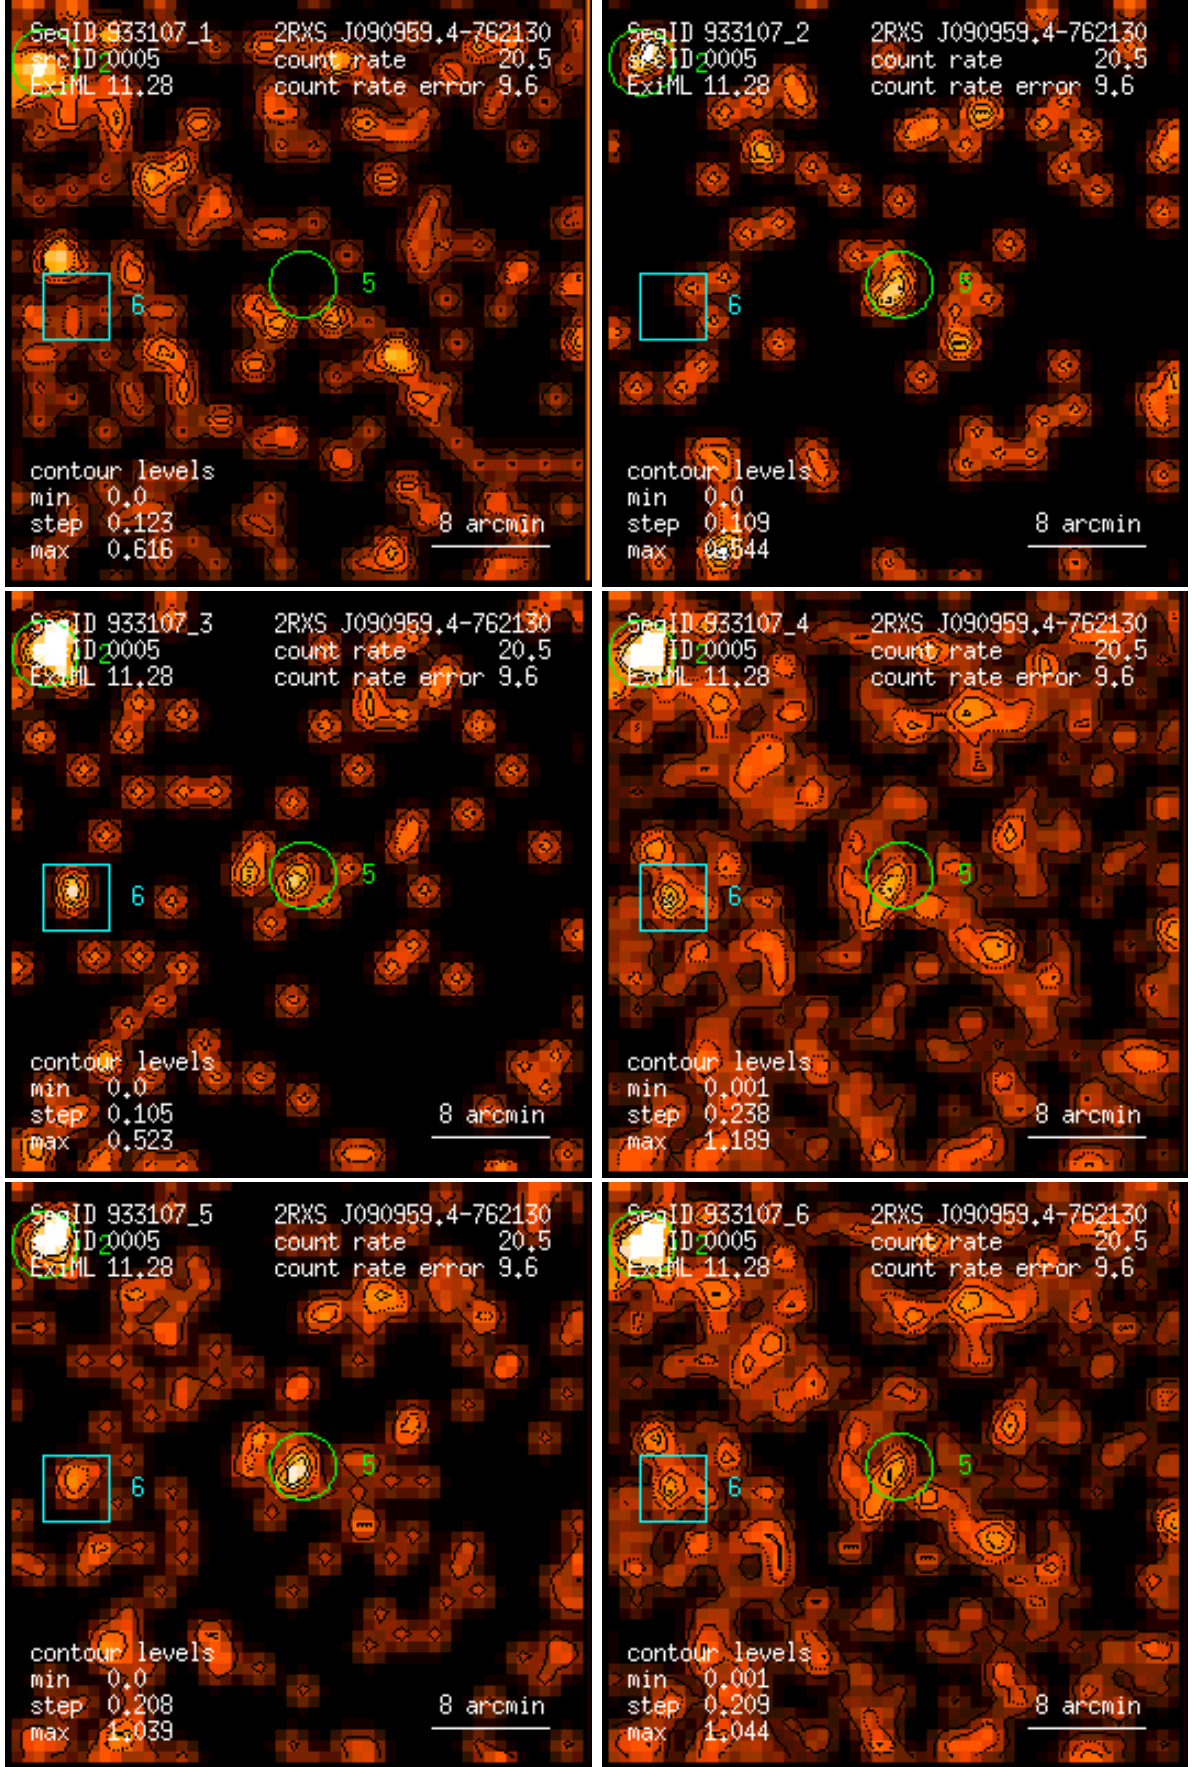 SeqID 933107_1 2RXS J090959.4-762130
srcID 0005 count rate 20.5
2
ExiML 11.28 count rate error 9.6
5
6
contour levels
min 0.0
step 0.123 8 arcmin
max 0.616
SeqID 933107_2 2RXS J090959.4-762130
srcID 0005 count rate 20.5
2
ExiML 11.28 count rate error 9.6
5
6
contour levels
min 0.0
step 0.109 8 arcmin
max 0.544
SeqID 933107_3 2RXS J090959.4-762130
ID 0005 count rate 20.5
2
ExiML 11.28 count rate error 9.6
5
6
contour levels
min 0.0
step 0.105 8 arcmin
max 0.523
SeqID 933107_4 2RXS J090959.4-762130
ID 0005 count rate 20.5
2
ExiML 11.28 count rate error 9.6
5
6
contour levels
min 0.001
step 0.238 8 arcmin
max 1.189
SeqID 933107_5 2RXS J090959.4-762130
ID 0005 count rate 20.5
2
ExiML 11.28 count rate error 9.6
5
6
contour levels
min 0.0
step 0.208 8 arcmin
max 1.039
SeqID 933107_6 2RXS J090959.4-762130
ID 0005 count rate 20.5
2
ExiML 11.28 count rate error 9.6
5
6
contour levels
min 0.001
step 0.209 8 arcmin
max 1.044